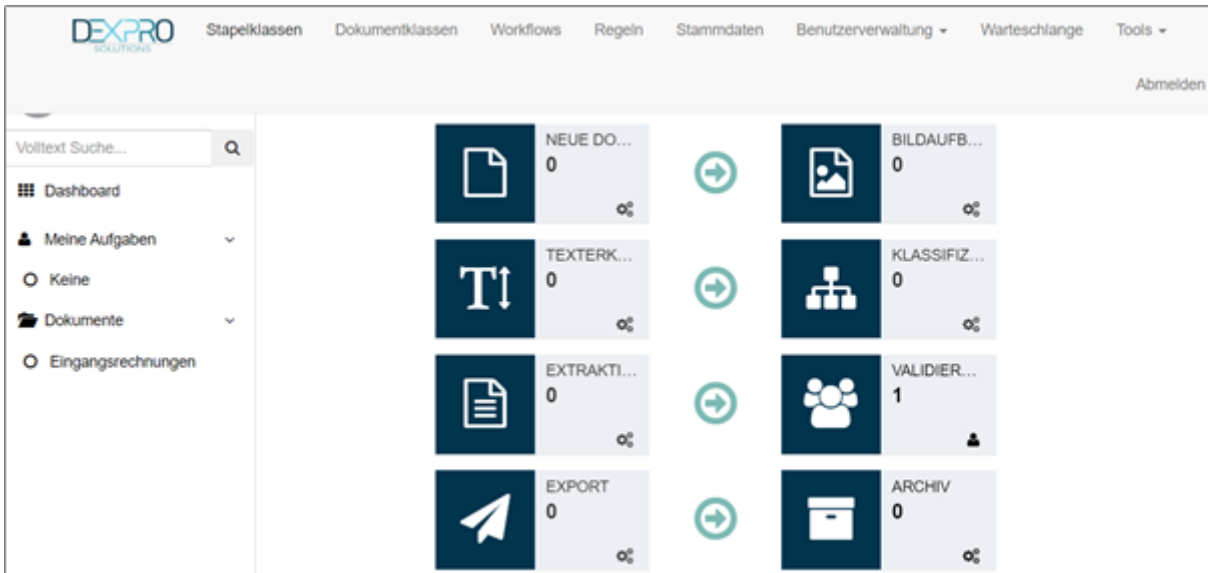 DEXPRO
SOLUTIONS
Stapelklassen Dokumentklassen Workflows Regeln Stammdaten Benutzerverwaltung Warteschlange Tools
Abmelden
Volltext Suche...
Dashboard
Meine Aufgaben
Keine
Dokumente
Eingangsrechnungen
NEUE DO...
0
BILDAUFB...
0
TEXTERK...
0
KLASSIFIZ...
0
EXTRAKTI...
0
VALIDIER...
1
EXPORT
0
ARCHIV
0